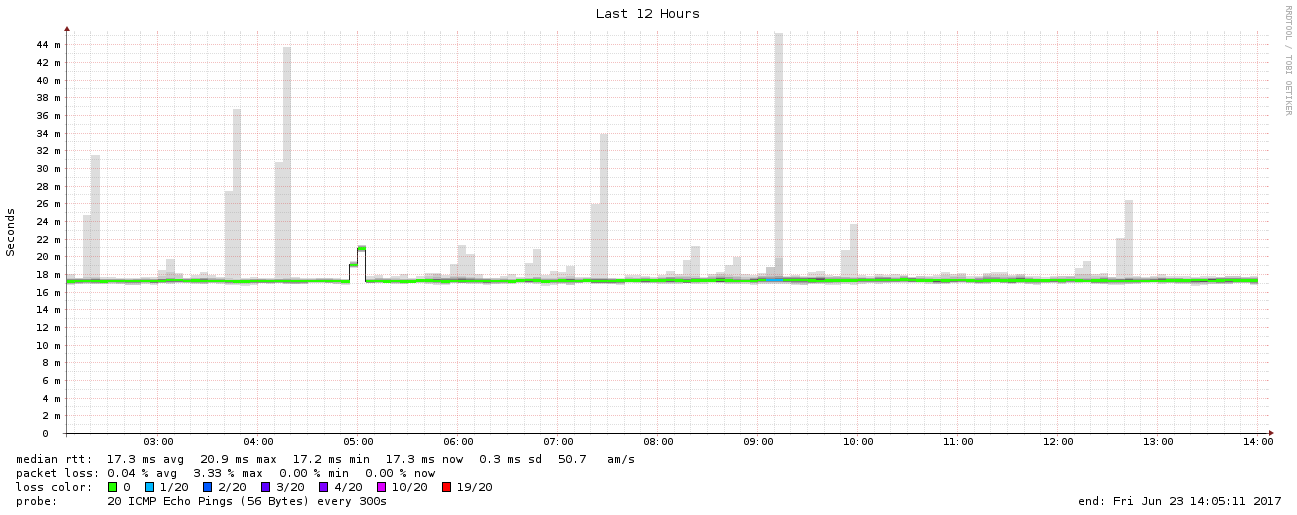 Last 12 Hours
RRDTOOL / TOBI OETIKER
Seconds
44 m
42 m
40 m
38 m
36 m
34 m
32 m
30 m
28 m
26 m
24 m
22 m
20 m
18 m
16 m
14 m
12 m
10 m
8 m
6 m
4 m
2 m
0
03:00 04:00 05:00 06:00 07:00 08:00 09:00 10:00 11:00 12:00 13:00 14:00
median rtt: 17.3 ms avg 20.9 ms max 17.2 ms min 17.3 ms now 0.3 ms sd 50.7 am/s
packet loss: 0.04 % avg 3.33 % max 0.00 % min 0.00 % now
loss color: 0 1/20 2/20 3/20 4/20 10/20 19/20
probe: 20 ICMP Echo Pings (56 Bytes) every 300s end: Fri Jun 23 14:05:11 2017